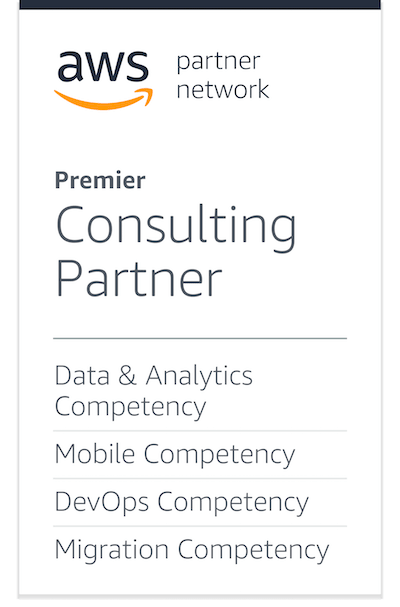 aws
partner
network
Premier
Consulting
Partner
Data & Analytics
Competency
Mobile Competency
DevOps Competency
Migration Competency